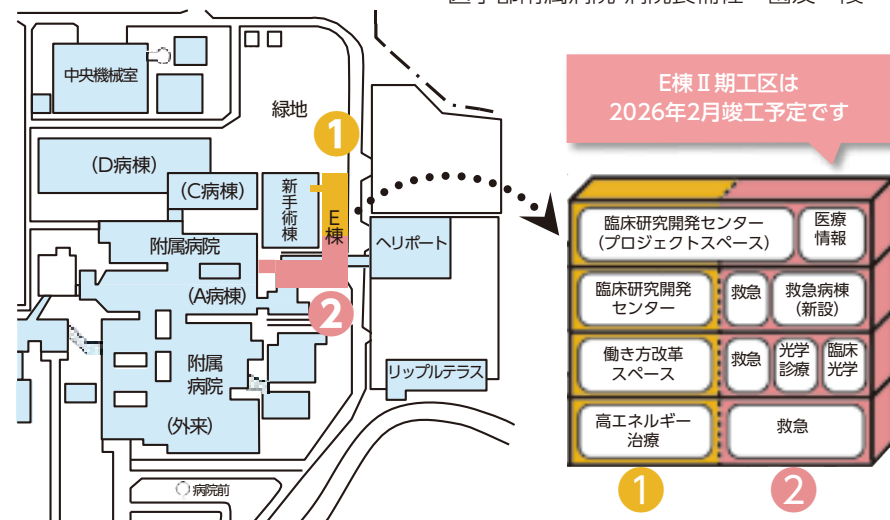 E棟Ⅱ期工区は
2026年2月竣工予定です
中央機械室
緑地
1
(D病棟)
(C病棟)
新手術棟
E棟
附属病院
ヘリポート
(A病棟)
2
附属
病院
リップルテラス
(外来)
病院前
臨床研究開発センター
(プロジェクトスペース)
医療
情報
臨床研究開発
センター
救急
救急病棟
(新設)
働き方改革
スペース
救急
光学
診療
臨床
光学
高エネルギー
治療
救急
1
2